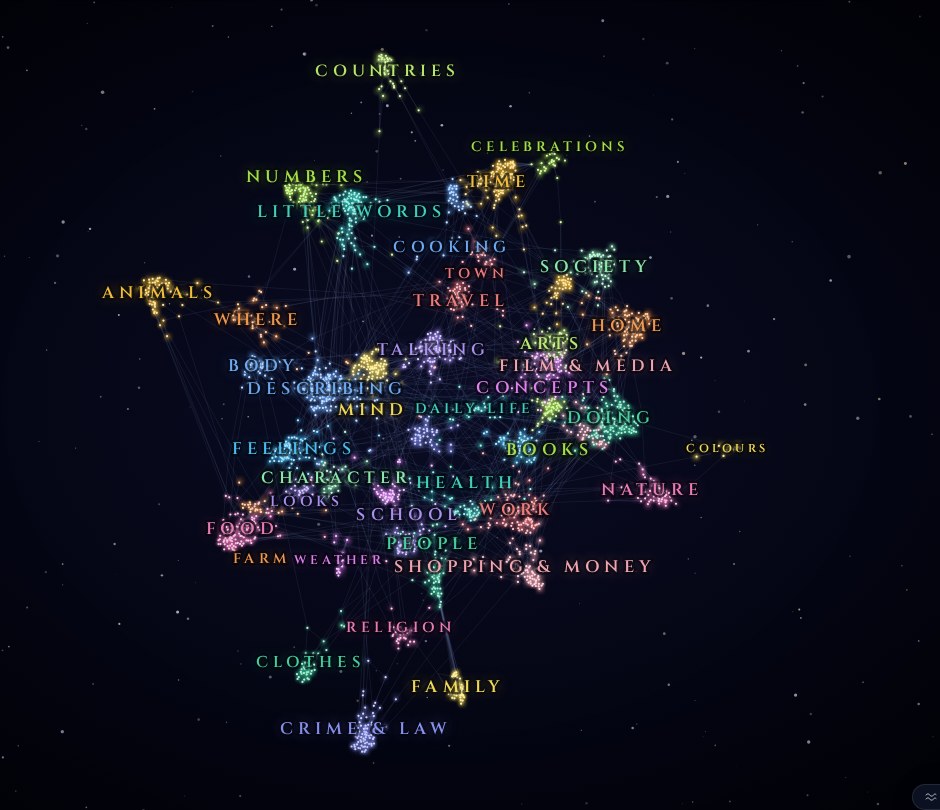 COUNTRIES
CELEBRATIONS
NUMBERS
TIME
LITTLE WORDS
COOKING
TOWN
SOCIETY
ANIMALS
TRAVEL
WHERE
HOME
ARTS
TALKING
BODY
FILM & MEDIA
DESCRIBING
CONCEPTS
MIND
DAILY LIFE
DOING
FEELINGS
BOOKS
COLOURS
CHARACTER
HEALTH
NATURE
LOOKS
SCHOOL
WORK
FOOD
PEOPLE
FARM
WEATHER
SHOPPING & MONEY
RELIGION
CLOTHES
FAMILY
CRIME & LAW